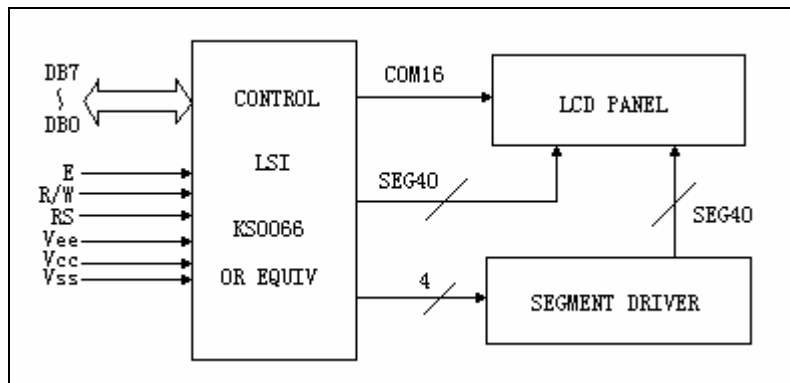 DB7
~
DB0
E
R/W
RS
Vee
Vcc
Vss
CONTROL
LSI
KS0066
OR EQUIV
COM16
SEG40
4
LCD PANEL
SEG40
SEGMENT DRIVER